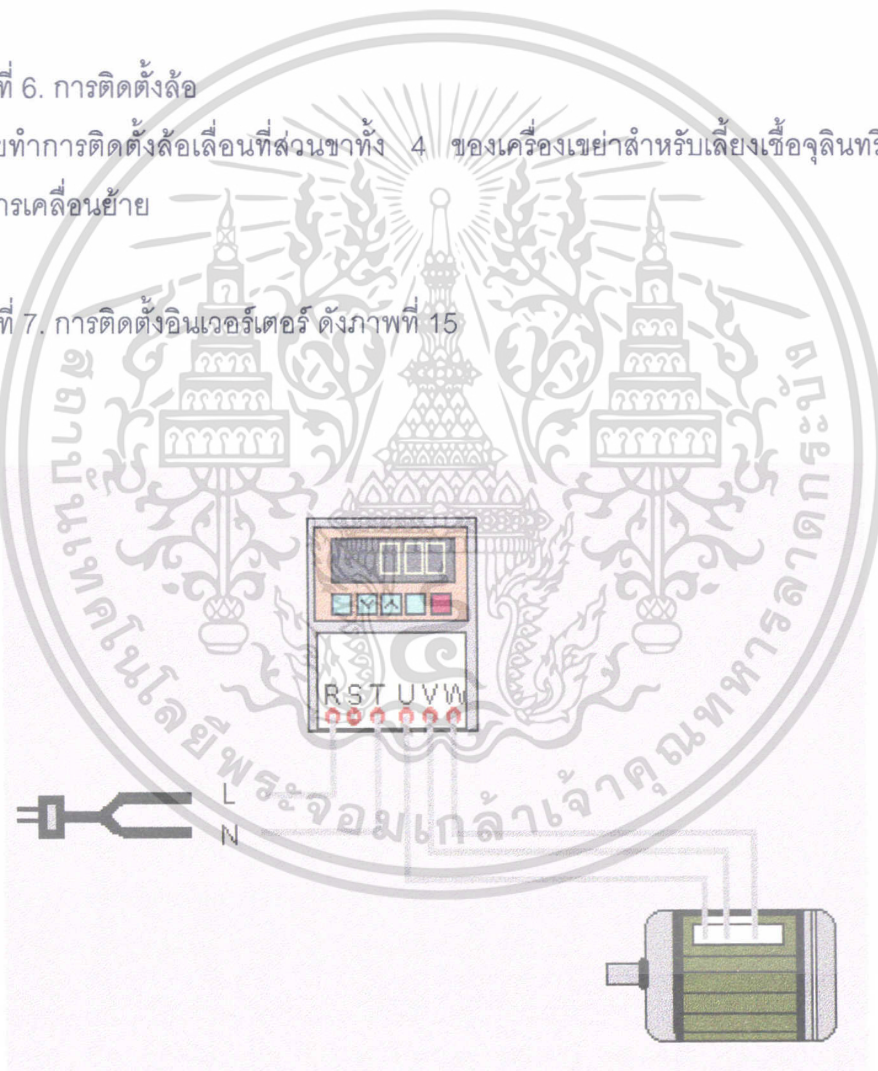 ที่ 6. การติดตั้งล้อ
ยทำการติดตั้งล้อเลื่อนที่ส่วนขาทั้ง 4 ของเครื่องเขย่าสำหรับเลี้ยงเชื้อจุลินทรี
การเคลื่อนย้าย
ที่ 7. การติดตั้งอินเวอร์เตอร์ ดังภาพที่ 15
000
RST UVW
L
N
สถาบันเทคโนโลยีพระจอมเกล้าเจ้าคุณทหารลาดกระบัง